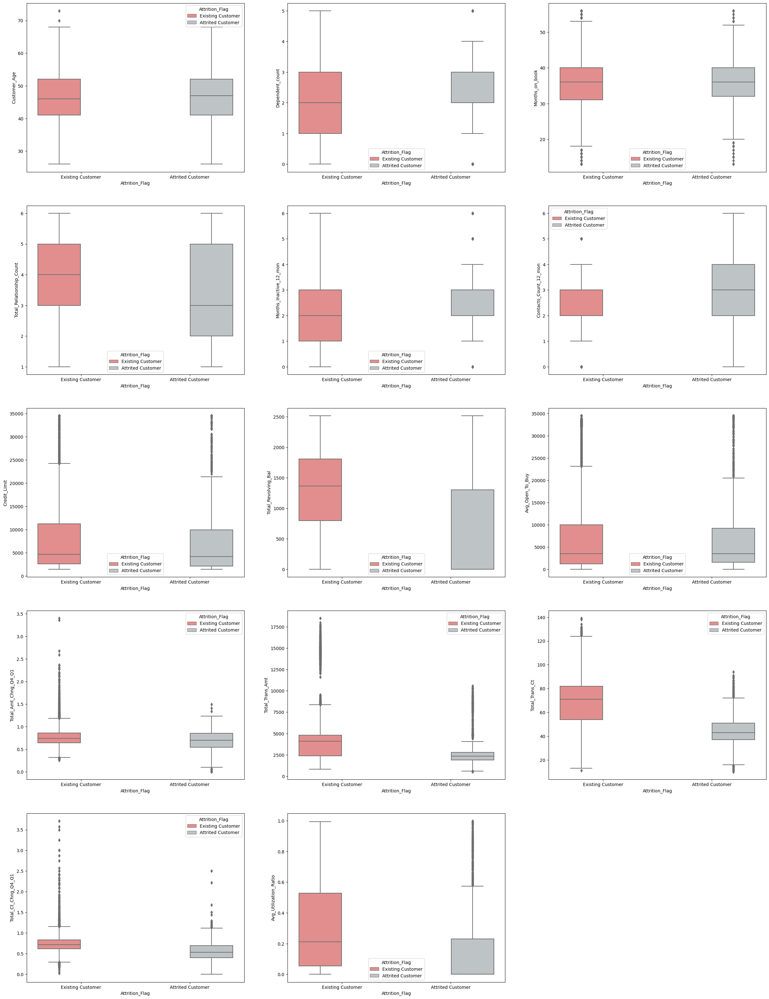 Customer_Age
70
60
50
40
30
Attrition_Flag
Existing Customer
Attrited Customer
Existing Customer Attrited Customer
Attrition_Flag
Dependent_count
5
4
3
2
1
0
Attrition_Flag
Existing Customer
Attrited Customer
Existing Customer Attrited Customer
Attrition_Flag
Months_on_book
50
40
30
20
Attrition_Flag
Existing Customer
Attrited Customer
Existing Customer Attrited Customer
Attrition_Flag
Total_Relationship_Count
6
5
4
3
2
1
Attrition_Flag
Existing Customer
Attrited Customer
Existing Customer Attrited Customer
Attrition_Flag
Months_Inactive_12_mon
6
5
4
3
2
1
0
Attrition_Flag
Existing Customer
Attrited Customer
Existing Customer Attrited Customer
Attrition_Flag
Contacts_Count_12_mon
6
5
4
3
2
1
0
Attrition_Flag
Existing Customer
Attrited Customer
Existing Customer Attrited Customer
Attrition_Flag
Credit_Limit
35000
30000
25000
20000
15000
10000
5000
0
Attrition_Flag
Existing Customer
Attrited Customer
Existing Customer Attrited Customer
Attrition_Flag
Total_Revolving_Bal
2500
2000
1500
1000
500
0
Attrition_Flag
Existing Customer
Attrited Customer
Existing Customer Attrited Customer
Attrition_Flag
Avg_Open_To_Buy
35000
30000
25000
20000
15000
10000
5000
0
Attrition_Flag
Existing Customer
Attrited Customer
Existing Customer Attrited Customer
Attrition_Flag
Total_Amt_Chng_Q4_Q1
3.5
3.0
2.5
2.0
1.5
1.0
0.5
0.0
Attrition_Flag
Existing Customer
Attrited Customer
Existing Customer Attrited Customer
Attrition_Flag
Total_Trans_Amt
17500
15000
12500
10000
7500
5000
2500
0
Attrition_Flag
Existing Customer
Attrited Customer
Existing Customer Attrited Customer
Attrition_Flag
Total_Trans_Ct
140
120
100
80
60
40
20
Attrition_Flag
Existing Customer
Attrited Customer
Existing Customer Attrited Customer
Attrition_Flag
Total_Ct_Chng_Q4_Q1
3.5
3.0
2.5
2.0
1.5
1.0
0.5
0.0
Attrition_Flag
Existing Customer
Attrited Customer
Existing Customer Attrited Customer
Attrition_Flag
Avg_Utilization_Ratio
1.0
0.8
0.6
0.4
0.2
0.0
Attrition_Flag
Existing Customer
Attrited Customer
Existing Customer Attrited Customer
Attrition_Flag